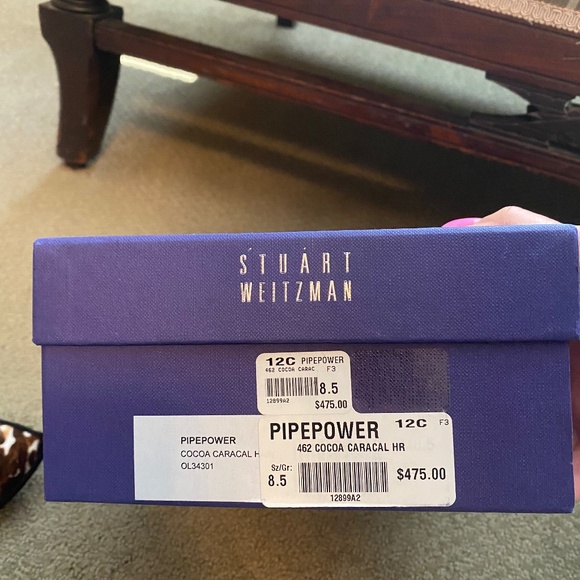 STUART
WEITZMAN
12C PIPEPOWER
462 COCOA CARAC F3
8.5
12899A2
$475.00
PIPEPOWER
COCOA CARACAL H
OL34301
PIPEPOWER 12C F3
462 COCOA CARACAL HR
Sz/Gr:
8.5
$475.00
12899A2